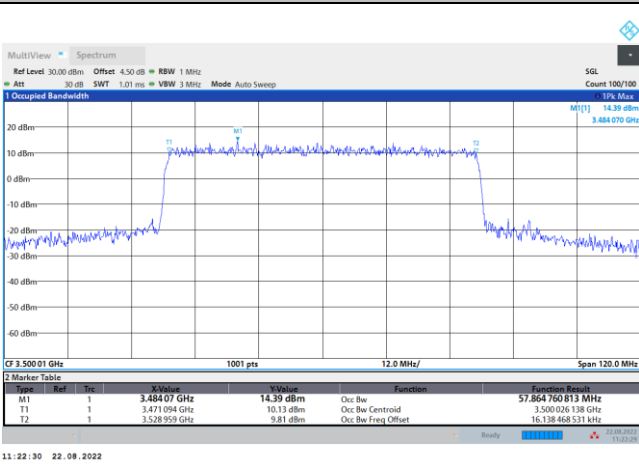 MultiView Spectrum
Ref Level 30.00 dBm Offset 4.50 dB RBW 1 MHz SGL
Att 30 dB SWT 1.01 ms VBW 3 MHz Mode Auto Sweep Count 100/100
1 Occupied Bandwidth 1Pk Max
M1[1] 14.39 dBm
3.484 070 GHz
20 dBm
M1
T1
T2
10 dBm
0 dBm
-10 dBm
-20 dBm
-30 dBm
-40 dBm
-50 dBm
-60 dBm
CF 3.500 01 GHz 1001 pts 12.0 MHz/ Span 120.0 MHz
2 Marker Table
Type Ref Trc X-Value Y-Value Function Function Result
M1 1 3.484 07 GHz 14.39 dBm Occ Bw 57.864 760 813 MHz
T1 1 3.471 094 GHz 10.13 dBm Occ Bw Centroid 3.500 026 138 GHz
T2 1 3.528 959 GHz 9.81 dBm Occ Bw Freq Offset 16.138 468 531 kHz
Ready 22.08.2022
11:22:29
11:22:30 22.08.2022